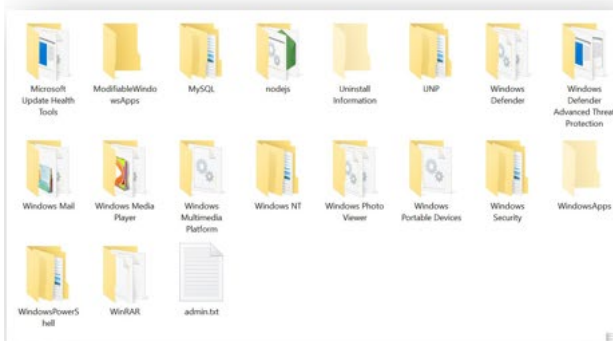 Microsoft
Update Health
Tools
ModifiableWindo
wsApps
MySQL
nodejs
Uninstall
Information
UNP
Windows
Defender
Windows
Defender
Advanced Threat
Protection
Windows Mail
Windows Media
Player
Windows
Multimedia
Platform
Windows NT
Windows Photo
Viewer
Windows
Portable Devices
Windows
Security
WindowsApps
WindowsPowerS
hell
WinRAR
admin.txt